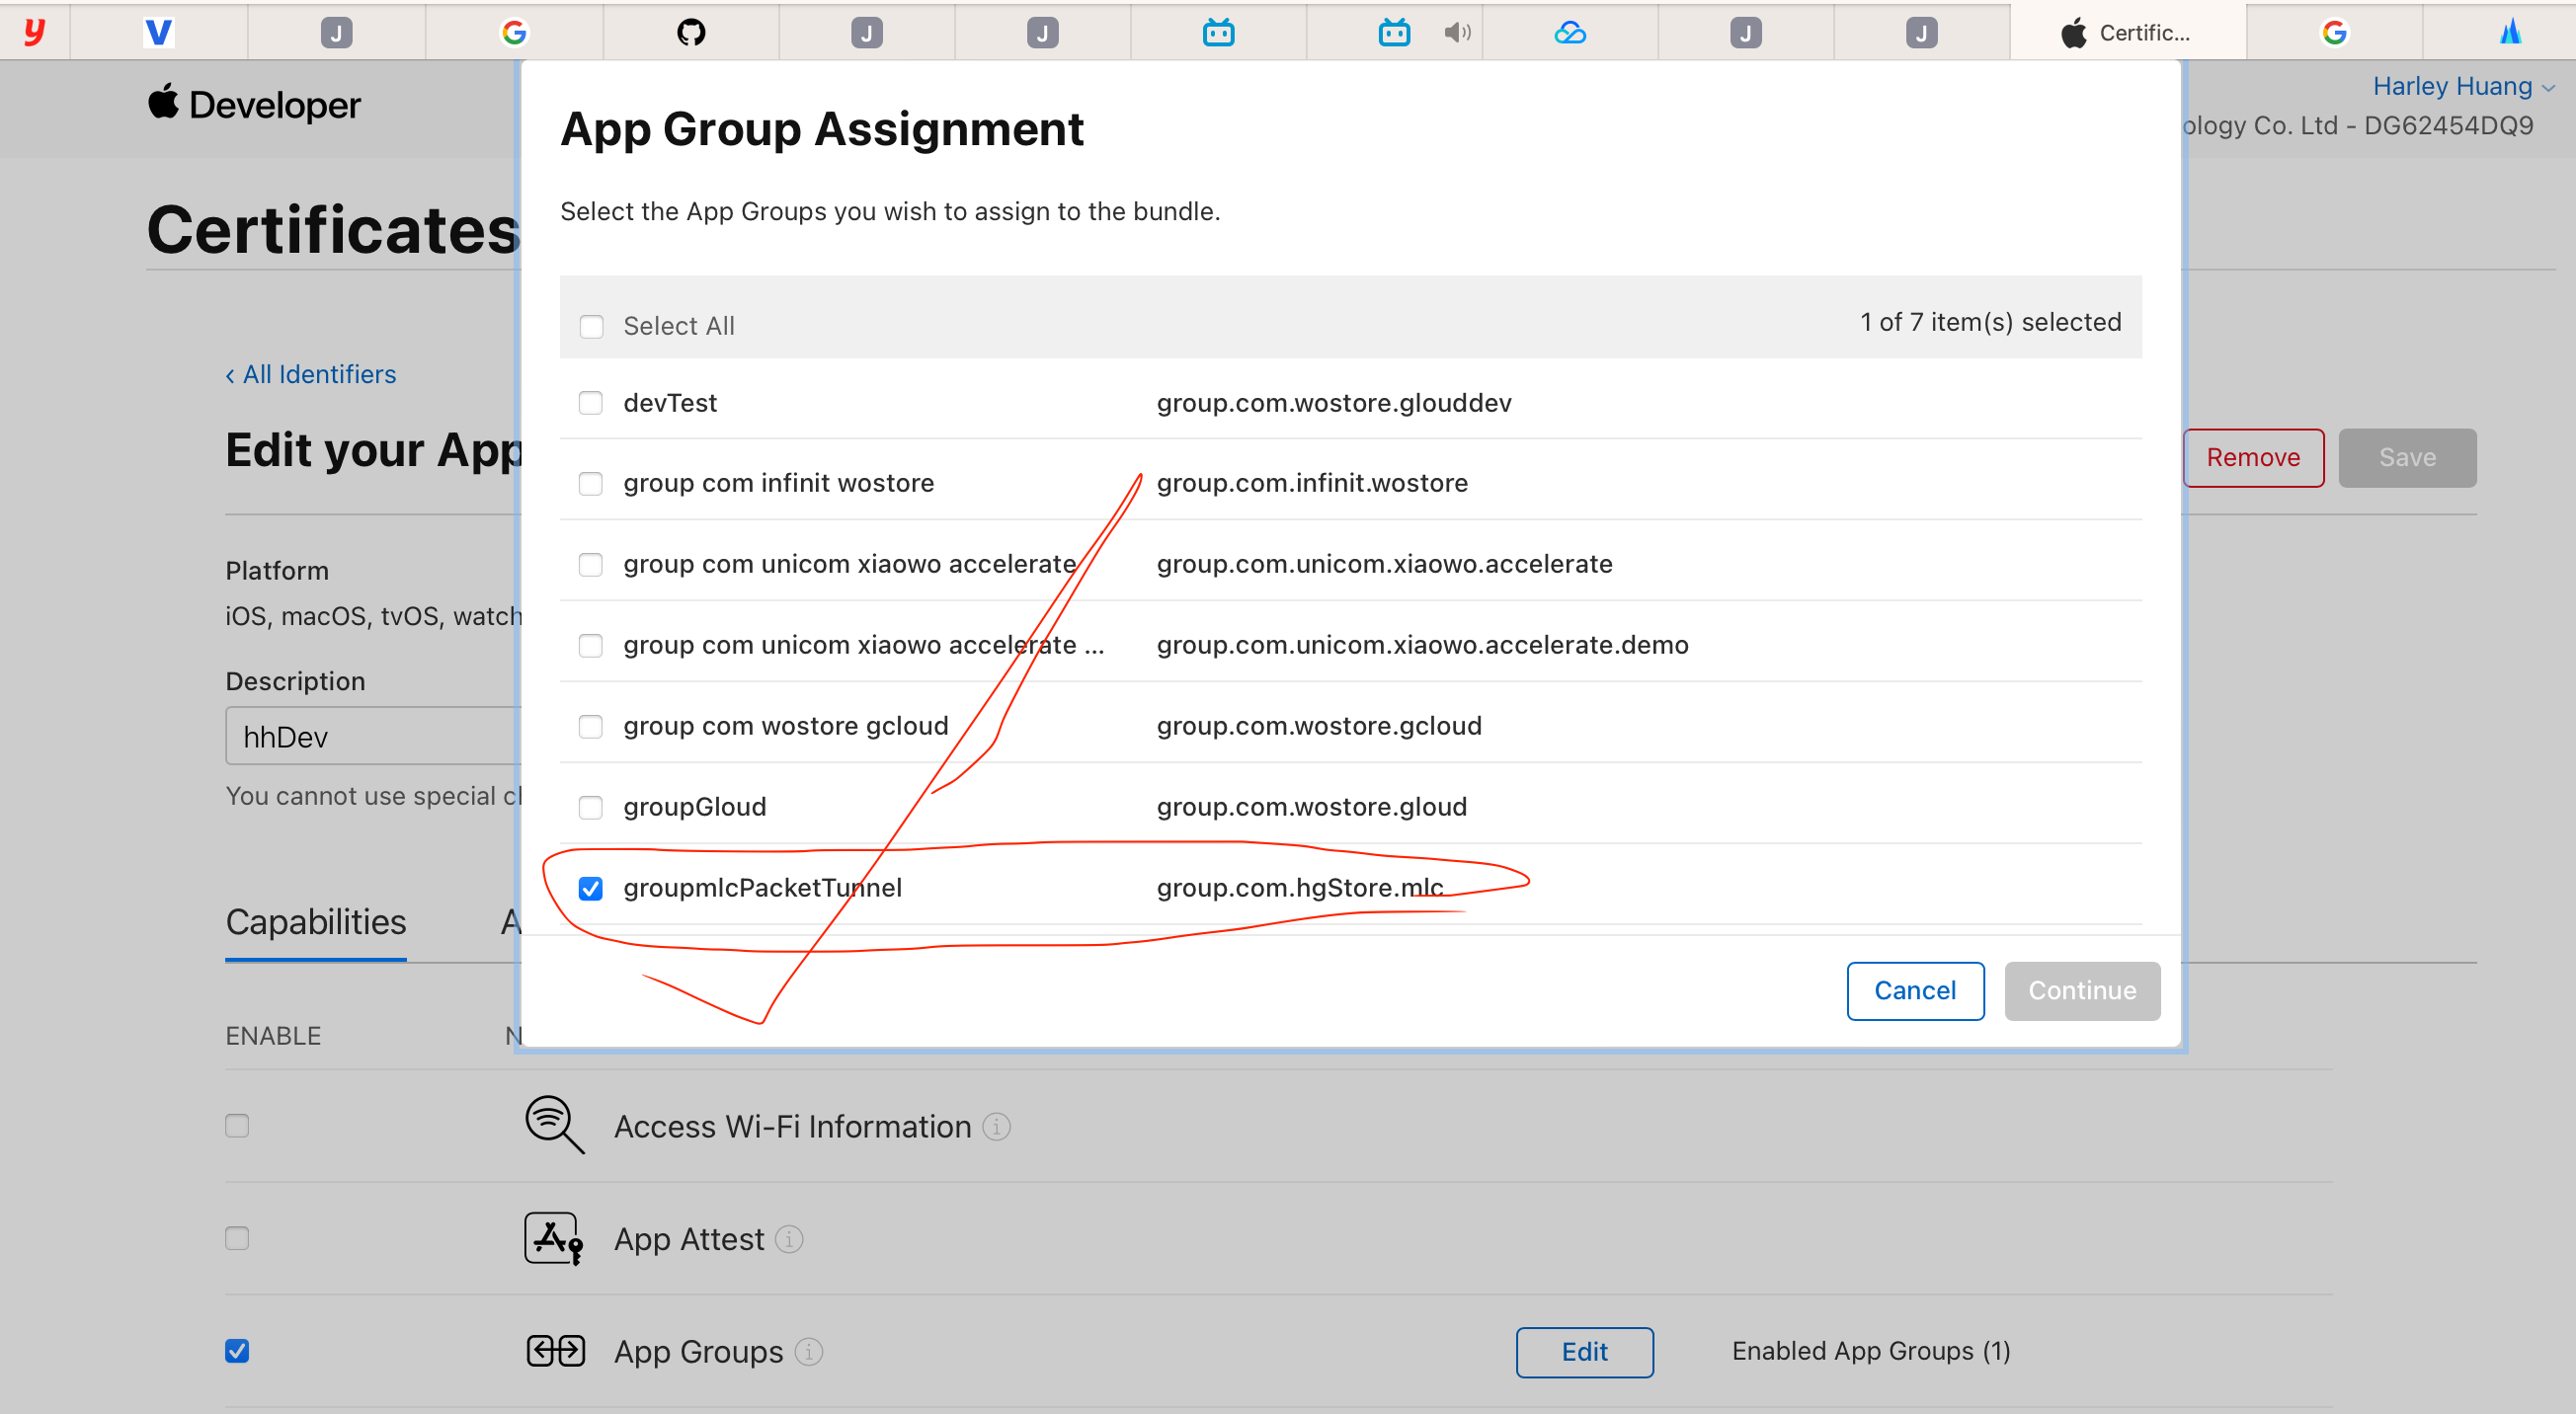 Certific...
Developer
Harley Huang
ology Co. Ltd - DG62454DQ9
Certificates
App Group Assignment
Select the App Groups you wish to assign to the bundle.
Select All 1 of 7 item(s) selected
devTest group.com.wostore.glouddev
group com infinit wostore group.com.infinit.wostore
group com unicom xiaowo accelerate group.com.unicom.xiaowo.accelerate
group com unicom xiaowo accelerate ... group.com.unicom.xiaowo.accelerate.demo
group com wostore gcloud group.com.wostore.gcloud
groupGloud group.com.wostore.gloud
groupmlcPacketTunnel group.com.hgStore.mlc
Cancel Continue
‹ All Identifiers
Edit your App
Remove Save
Platform
iOS, macOS, tvOS, watch
Description
hhDev
You cannot use special c
Capabilities A
ENABLE N
Access Wi-Fi Information
App Attest
App Groups Edit Enabled App Groups (1)